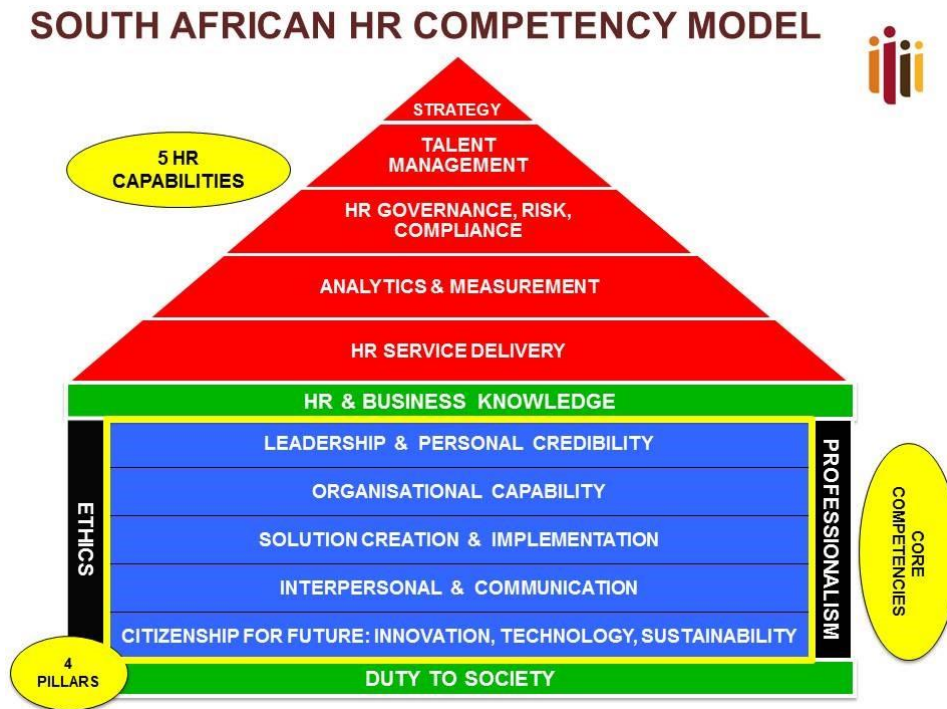 SOUTH AFRICAN HR COMPETENCY MODEL
STRATEGY
TALENT
MANAGEMENT
5 HR
CAPABILITIES
HR GOVERNANCE, RISK,
COMPLIANCE
ANALYTICS & MEASUREMENT
HR SERVICE DELIVERY
HR & BUSINESS KNOWLEDGE
ETHICS
LEADERSHIP & PERSONAL CREDIBILITY
ORGANISATIONAL CAPABILITY
SOLUTION CREATION & IMPLEMENTATION
INTERPERSONAL & COMMUNICATION
CITIZENSHIP FOR FUTURE: INNOVATION, TECHNOLOGY, SUSTAINABILITY
PROFESSIONALISM
CORE
COMPETENCIES
4
PILLARS
DUTY TO SOCIETY